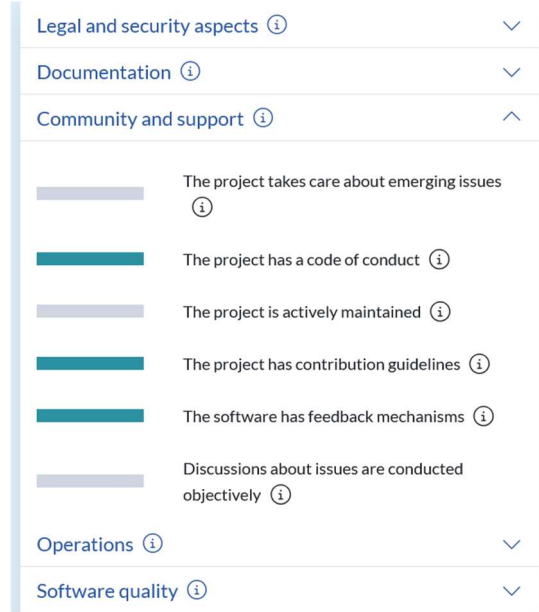 Legal and security aspects
Documentation
Community and support
The project takes care about emerging issues
The project has a code of conduct
The project is actively maintained
The project has contribution guidelines
The software has feedback mechanisms
Discussions about issues are conducted
objectively
Operations
Software quality